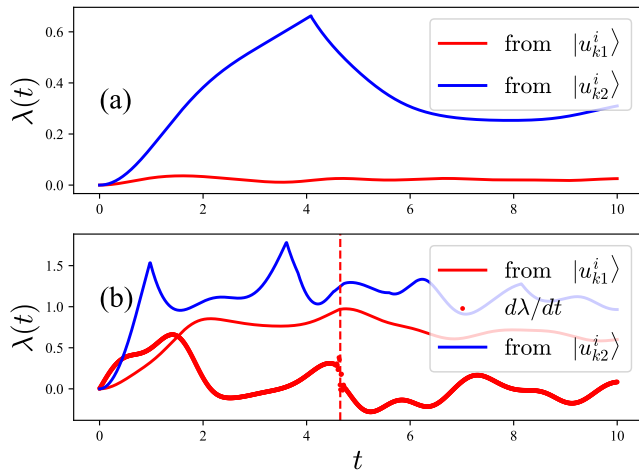 λ(t)
0.6
0.4
0.2
0.0
(a)
from |u^i_{k1}⟩
from |u^i_{k2}⟩
0 2 4 6 8 10
λ(t)
1.5
1.0
0.5
0.0
(b)
from |u^i_{k1}⟩
dλ/dt
from |u^i_{k2}⟩
0 2 4 6 8 10
t